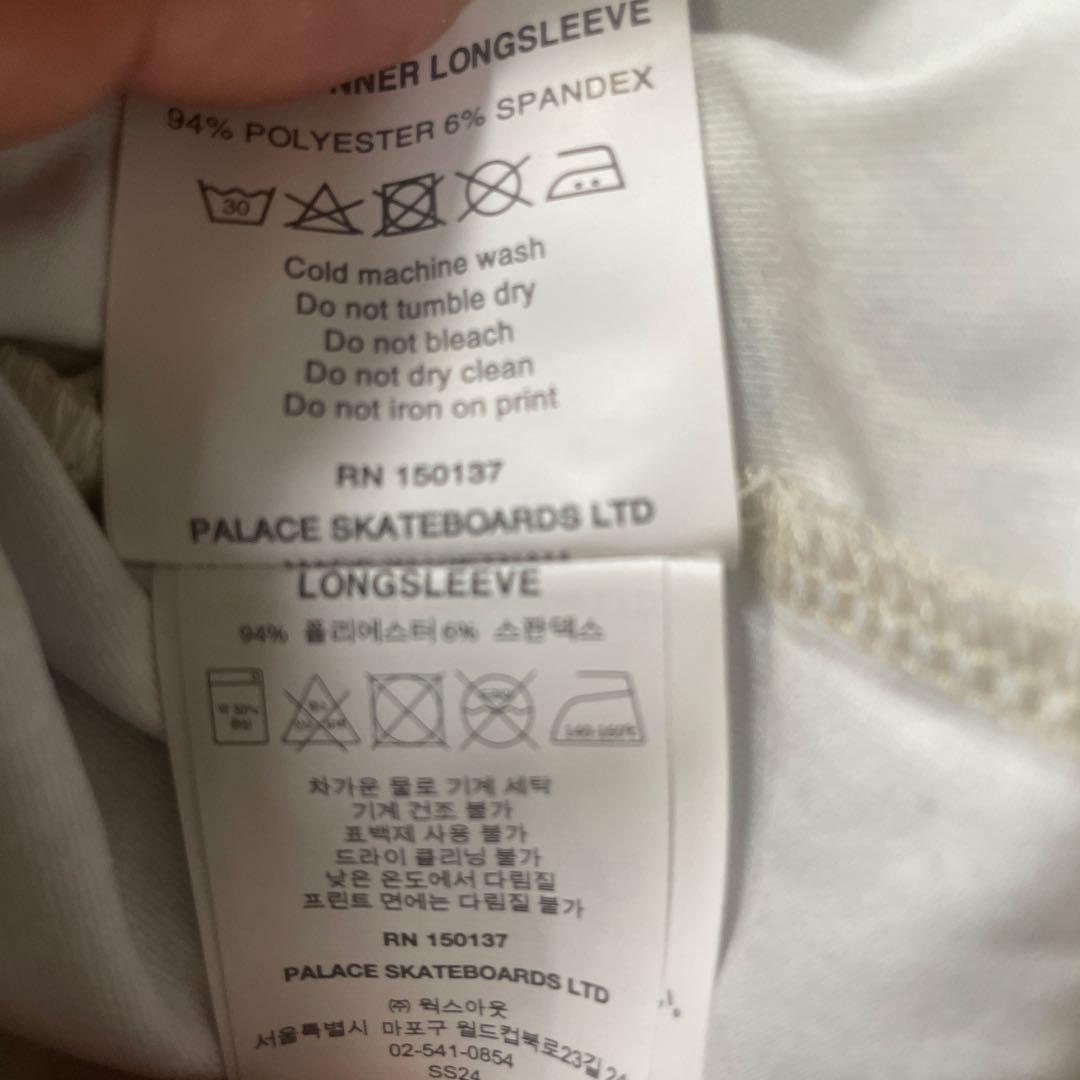 LONGSLEEVE
94% POLYESTER 6% SPANDEX
30
Cold machine wash
Do not tumble dry
Do not bleach
Do not dry clean
Do not iron on print
RN 150137
PALACE SKATEBOARDS LTD
LONGSLEEVE
94% 폴리에스터 6% 스판덱스
차가운 물로 기계 세탁
기계 건조 불가
표백제 사용 불가
드라이 클리닝 불가
낮은 온도에서 다림질
프린트 면에는 다림질 불가
RN 150137
PALACE SKATEBOARDS LTD
㈜ 웍스아웃
서울특별시 마포구 월드컵북로23길
02-541-0854
SS24